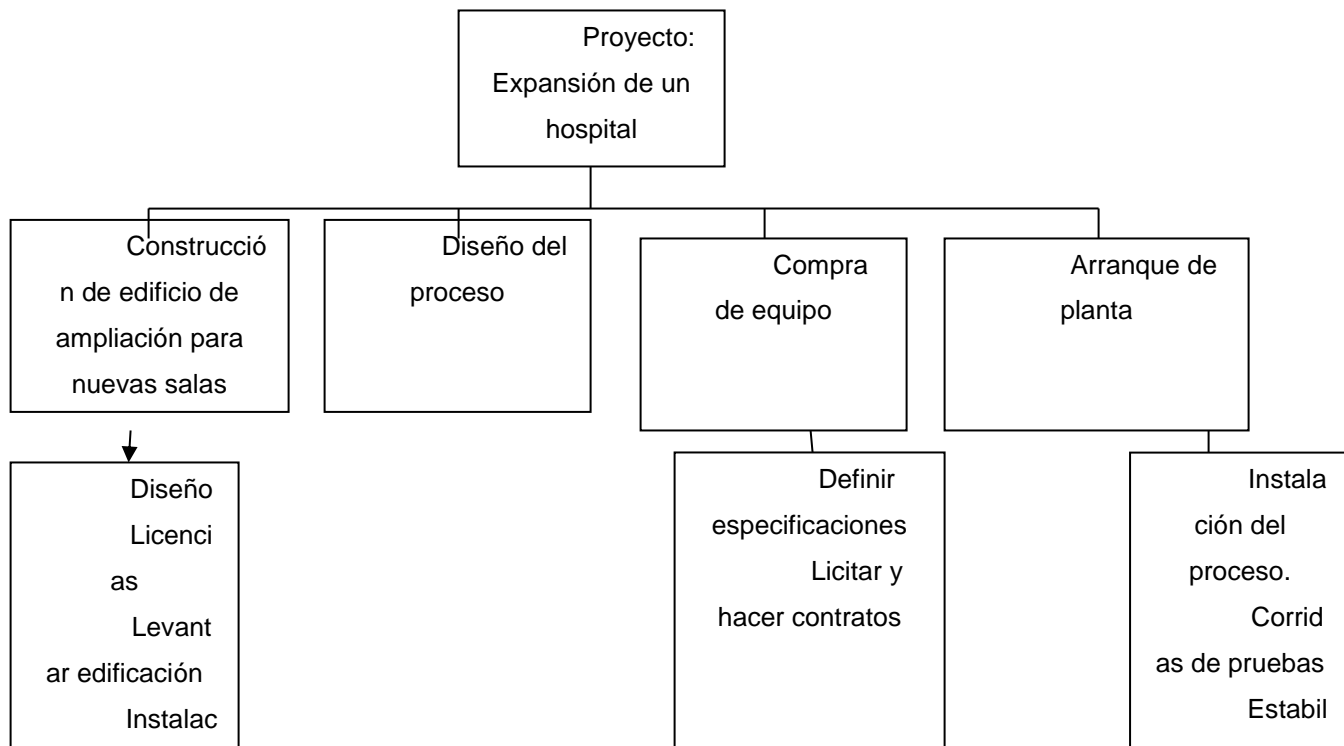 Proyecto:
Expansión de un
hospital
Construcció
n de edificio de
ampliación para
nuevas salas
Diseño del
proceso
Compra
de equipo
Arranque de
planta
Diseño
Licenci
as
Levant
ar edificación
Instalac
Definir
especificaciones
Licitar y
hacer contratos
Instala
ción del
proceso.
Corrid
as de pruebas
Estabil